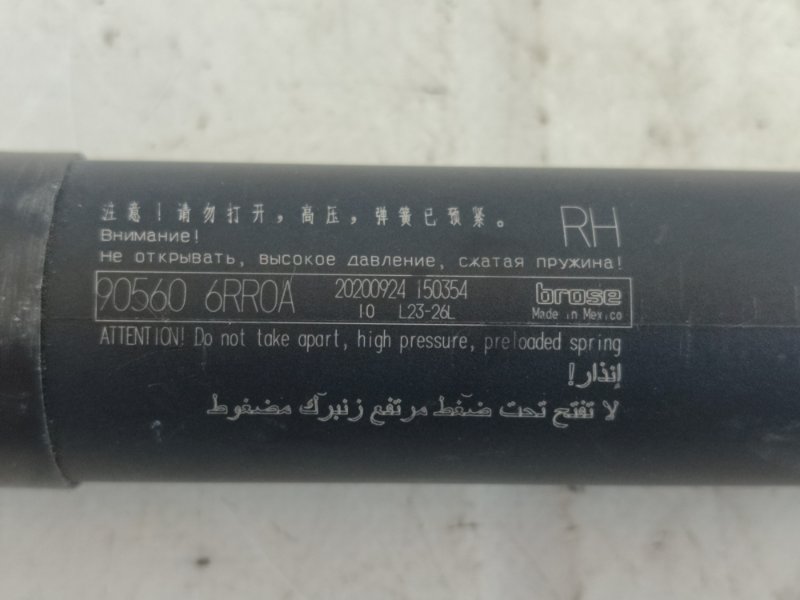 注意！请勿打开，高压，弹簧已预紧。
RH
Внимание!
Не открывать, высокое давление, сжатая пружина!
90560 6RR0A 20200924 150354 brose
10 L23-26L Made in Mexico
ATTENTION! Do not take apart, high pressure, preloaded spring
إنذار!
لا تفتح تحت ضغط مرتفع زنبرك مضغوط